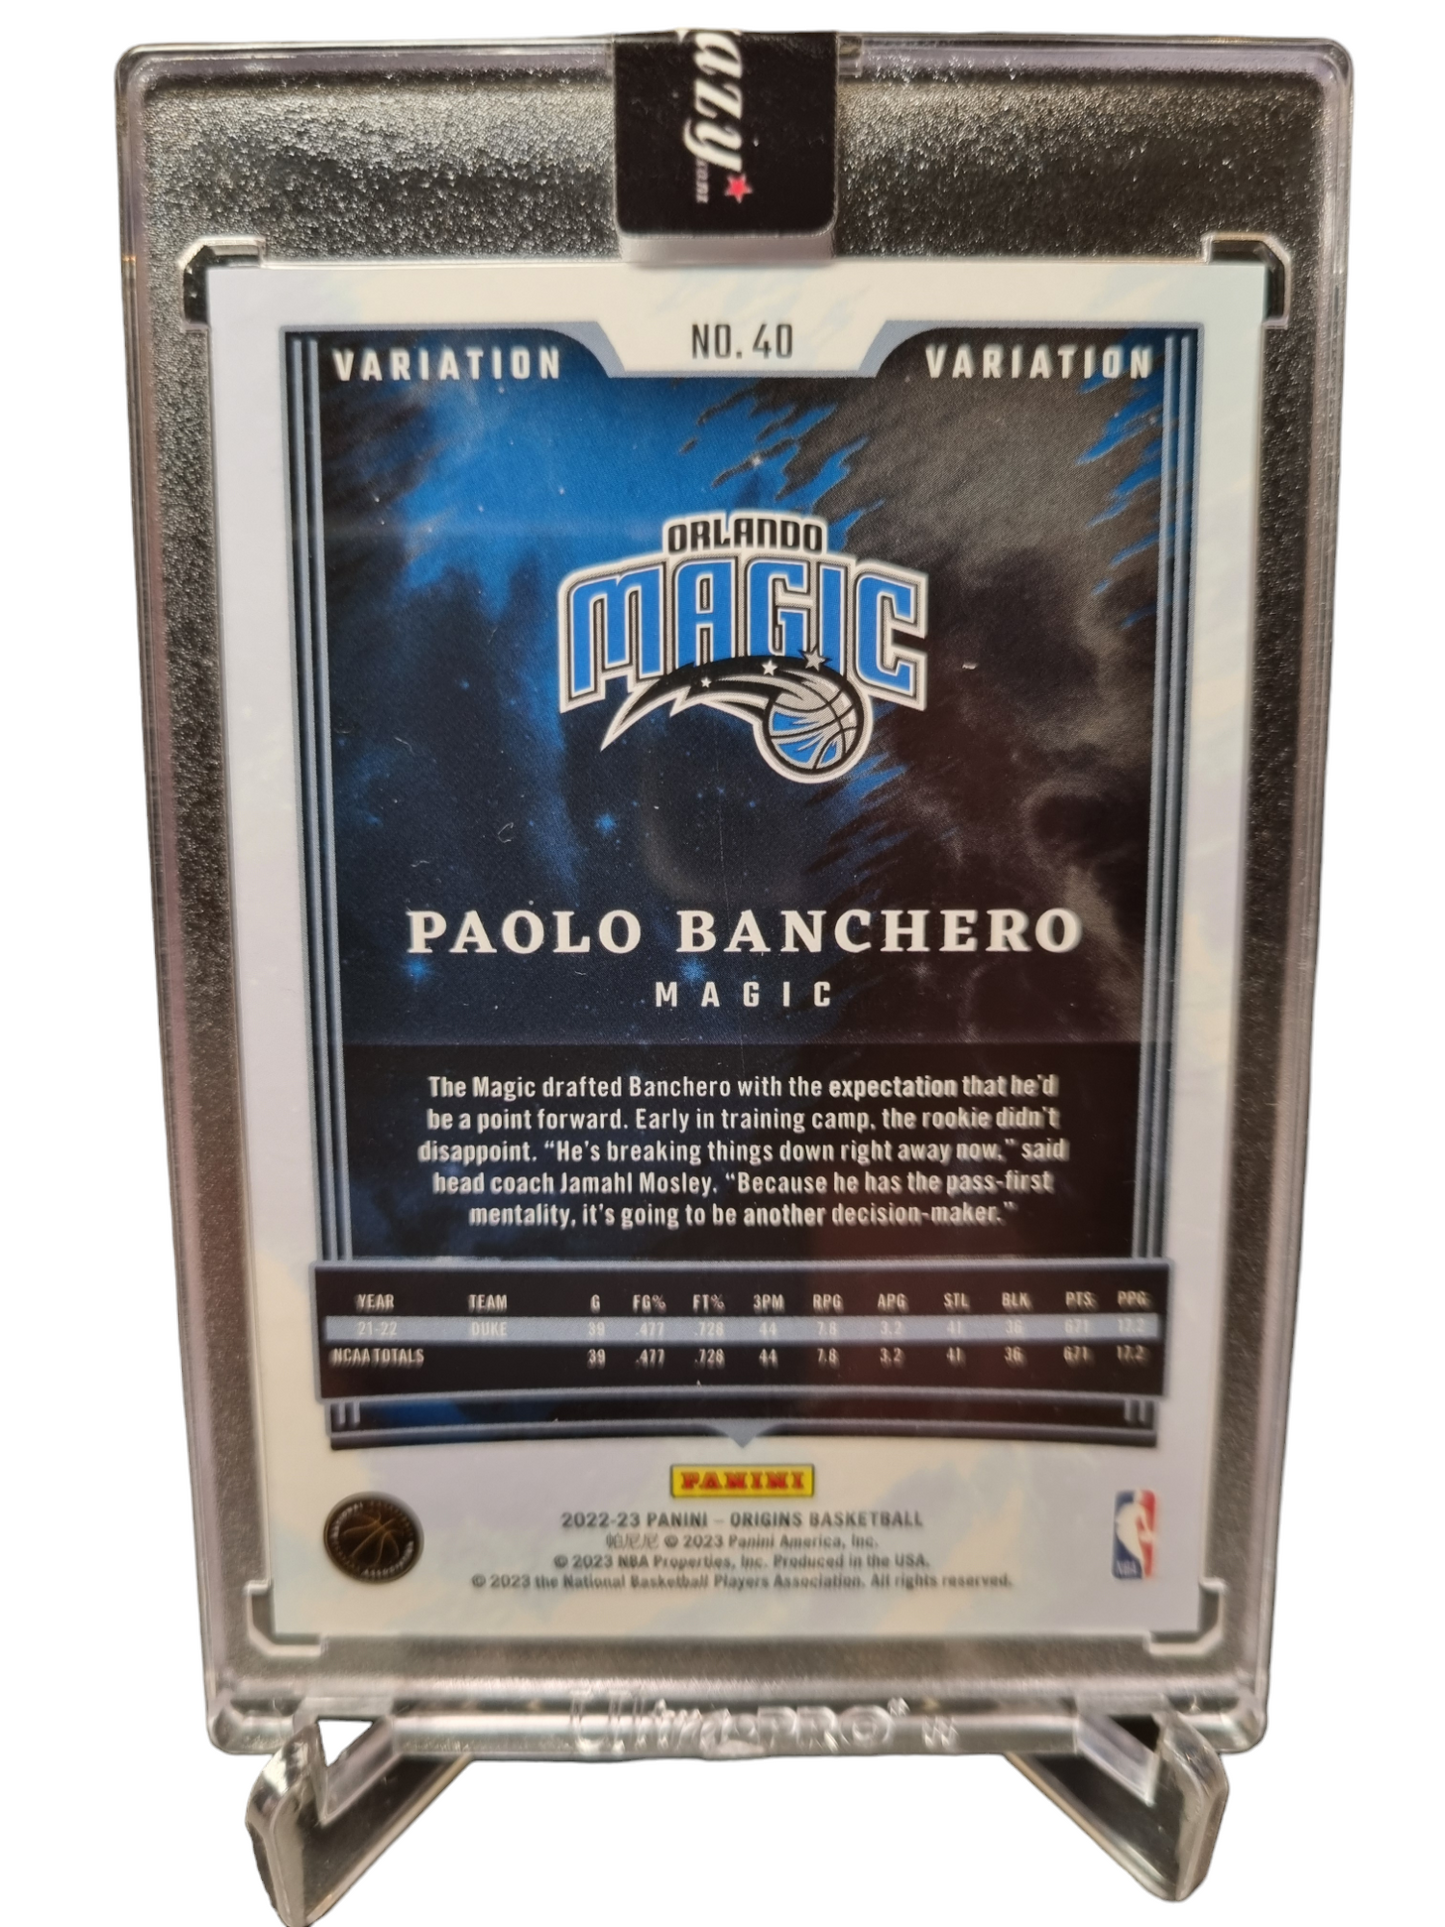 azy
NO. 40
VARIATION VARIATION
ORLANDO
MAGIC
PAOLO BANCHERO
MAGIC
The Magic drafted Banchero with the expectation that he'd
be a point forward. Early in training camp, the rookie didn't
disappoint. “He's breaking things down right away now,” said
head coach Jamahl Mosley. “Because he has the pass-first
mentality, it's going to be another decision-maker.”
YEAR TEAM G FG% FT% 3PM RPG APG STL BLK PTS PPG
21-22 DUKE 39 .477 .728 44 7.8 3.2 41 36 671 17.2
NCAA TOTALS 39 .477 .728 44 7.8 3.2 41 36 671 17.2
PANINI
2022-23 PANINI – ORIGINS BASKETBALL
帕尼尼 © 2023 Panini America, Inc.
© 2023 NBA Properties, Inc. Produced in the USA.
© 2023 the National Basketball Players Association. All rights reserved.
NBA
Ultra·PRO